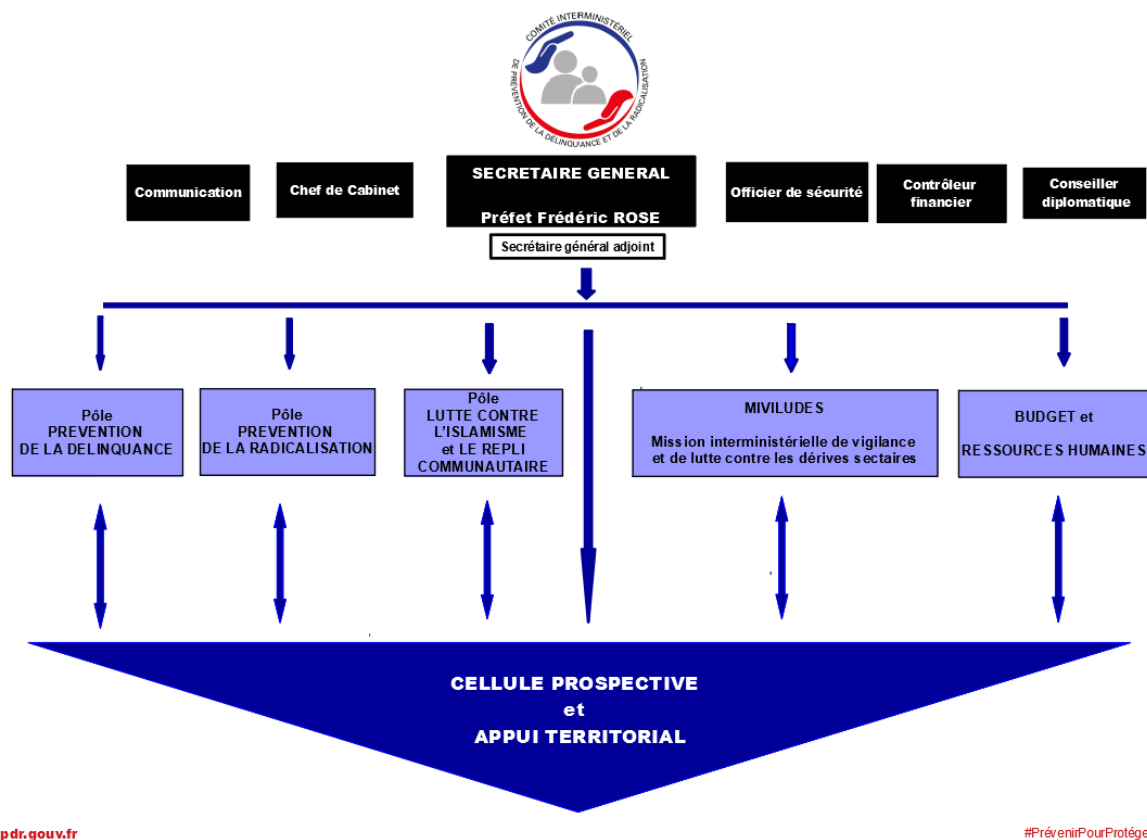 COMITÉ INTERMINISTÉRIEL
DE PRÉVENTION DE LA DÉLINQUANCE ET DE LA RADICALISATION
Communication
Chef de Cabinet
SECRETAIRE GENERAL
Préfet Frédéric ROSE
Officier de sécurité
Contrôleur
financier
Conseiller
diplomatique
Secrétaire général adjoint
Pôle
PREVENTION
DE LA DELINQUANCE
Pôle
PREVENTION
DE LA RADICALISATION
Pôle
LUTTE CONTRE
L'ISLAMISME
et LE REPLI
COMMUNAUTAIRE
MIVILUDES
Mission interministérielle de vigilance
et de lutte contre les dérives sectaires
BUDGET et
RESSOURCES HUMAINES
CELLULE PROSPECTIVE
et
APPUI TERRITORIAL
pdr.gouv.fr
#PrévenirPourProtége